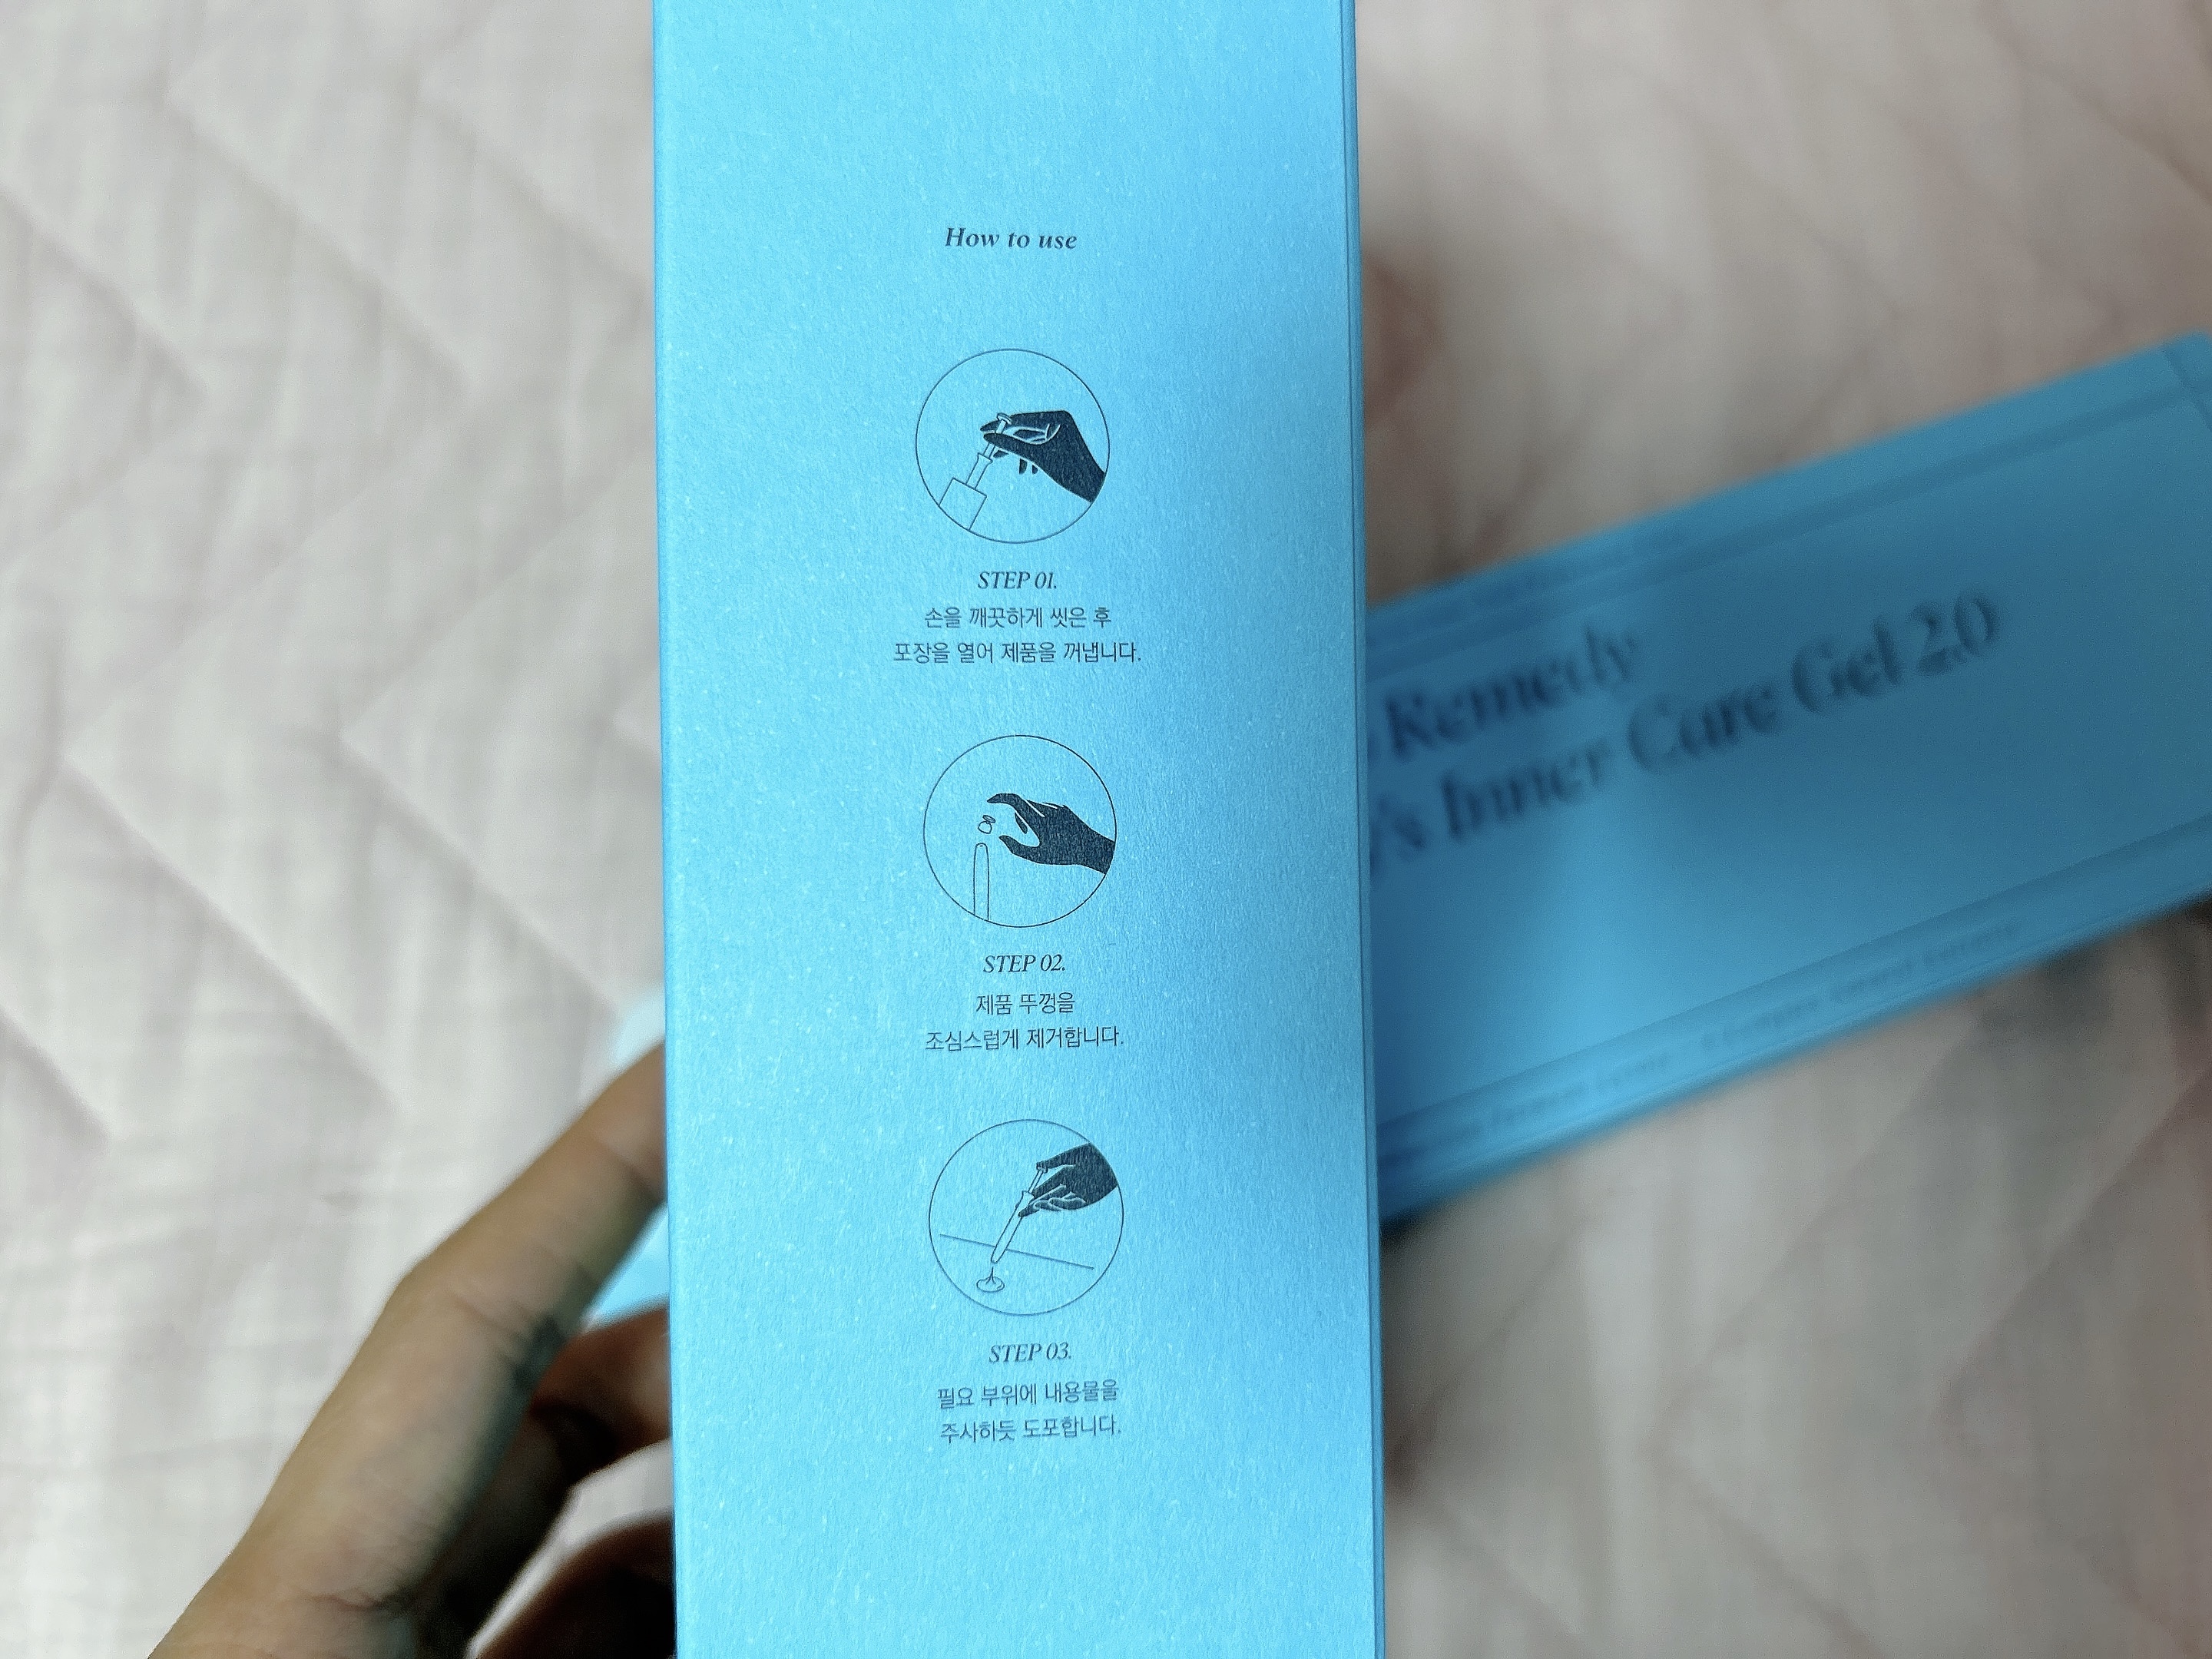 How to use
STEP 01.
손을 깨끗하게 씻은 후
포장을 열어 제품을 꺼냅니다.
STEP 02.
제품 뚜껑을
조심스럽게 제거합니다.
STEP 03.
필요 부위에 내용물을
주사하듯 도포합니다.
Remedy
's Inner Care Gel 2.0